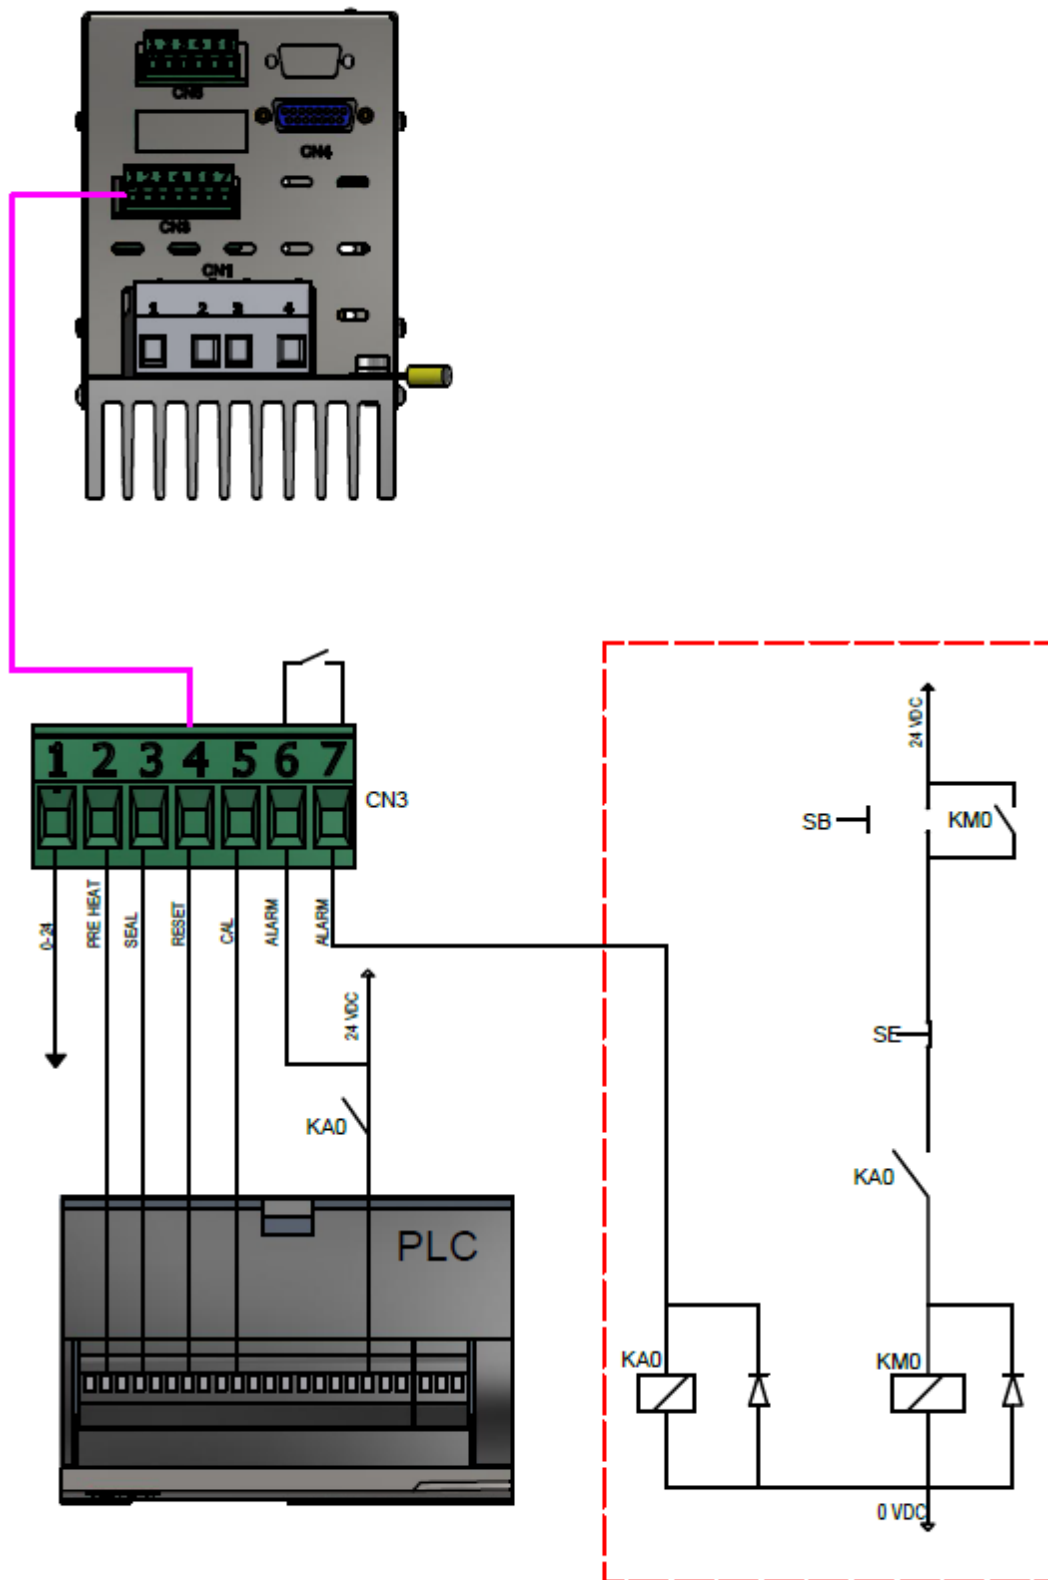 CN5
CN4
CN3
CN1
1 2 3 4
1 2 3 4 5 6 7
CN3
0-24
PRE HEAT
SEAL
RESET
CAL
ALARM
ALARM
24 VDC
KA0
PLC
24 VDC
SB
KM0
SE
KA0
KA0
KM0
0 VDC